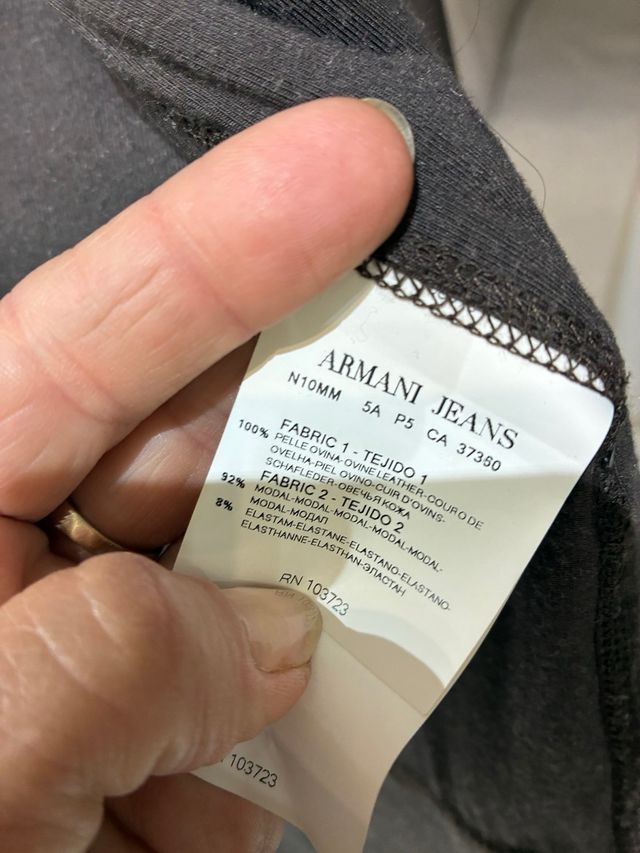 ARMANI JEANS
N10MM 5A P5 CA 37360
FABRIC 1 - TEJIDO 1
100% PELLE OVINA-OVINE LEATHER-COURO DE
OVELHA-PIEL OVINO-CUIR D'OVINS-
SCHAFLEDER-ОВЕЧЬЯ КОЖА
FABRIC 2 - TEJIDO 2
92% MODAL-MODAL-MODAL-MODAL-MODAL-
MODAL-МОДАЛ
8% ELASTAM-ELASTANE-ELASTANO-ELASTANO-
ELASTHANNE-ELASTHAN-ЭЛАСТАН
RN 103723
103723